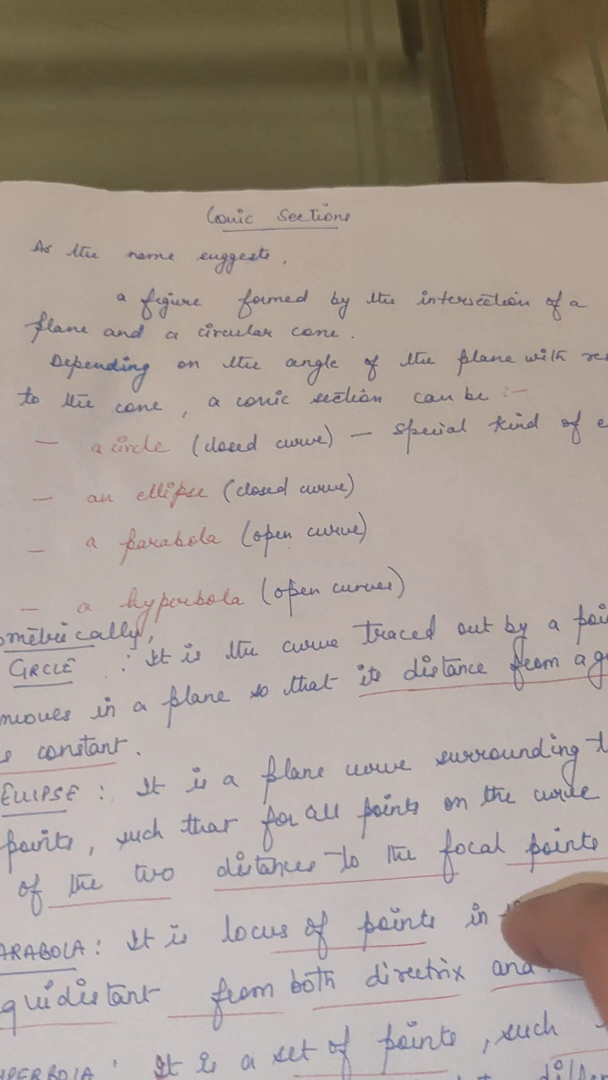 Conic Sections
As the name suggests,
a figure formed by the intersection of a
plane and a circular cone.
Depending on the angle of the plane with
to the cone, a conic section can be :-
- a circle (closed curve) - special kind of
- an ellipse (closed curve)
- a parabola (open curve)
- a hyperbola (open curves)
ometrically,
CIRCLE : It is the curve traced out by a
moves in a plane so that its distance from a
constant.
ELLIPSE : It is a plane curve surrounding
points, such that for all points on the curve
of the two distances to the focal points
ARABOLA : It is locus of points in
quidistant from both directrix and
It is a set of points, such